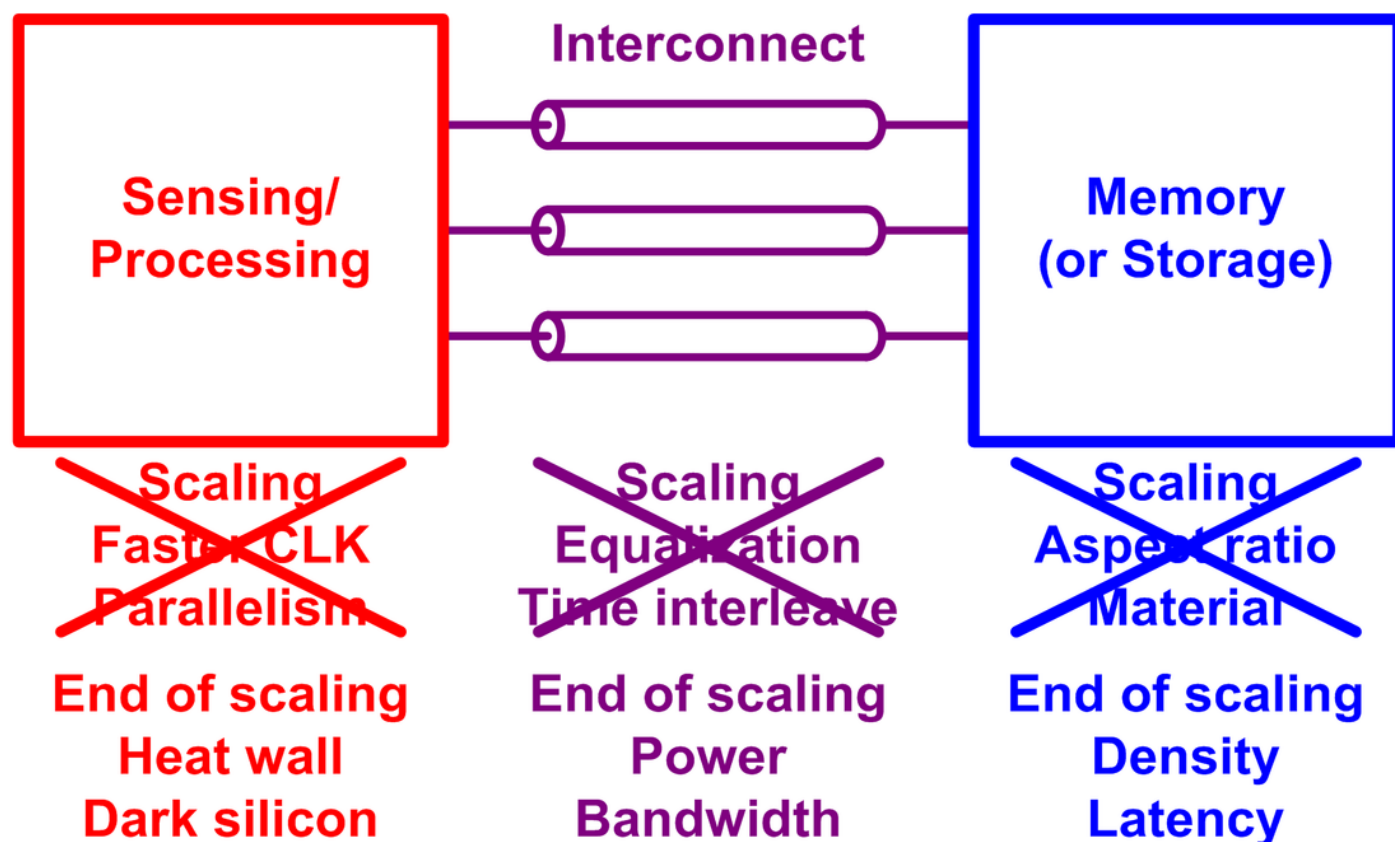 Interconnect
Sensing/
Processing
Memory
(or Storage)
Scaling
Faster CLK
Parallelism
Scaling
Equalization
Time interleave
Scaling
Aspect ratio
Material
End of scaling
Heat wall
Dark silicon
End of scaling
Power
Bandwidth
End of scaling
Density
Latency